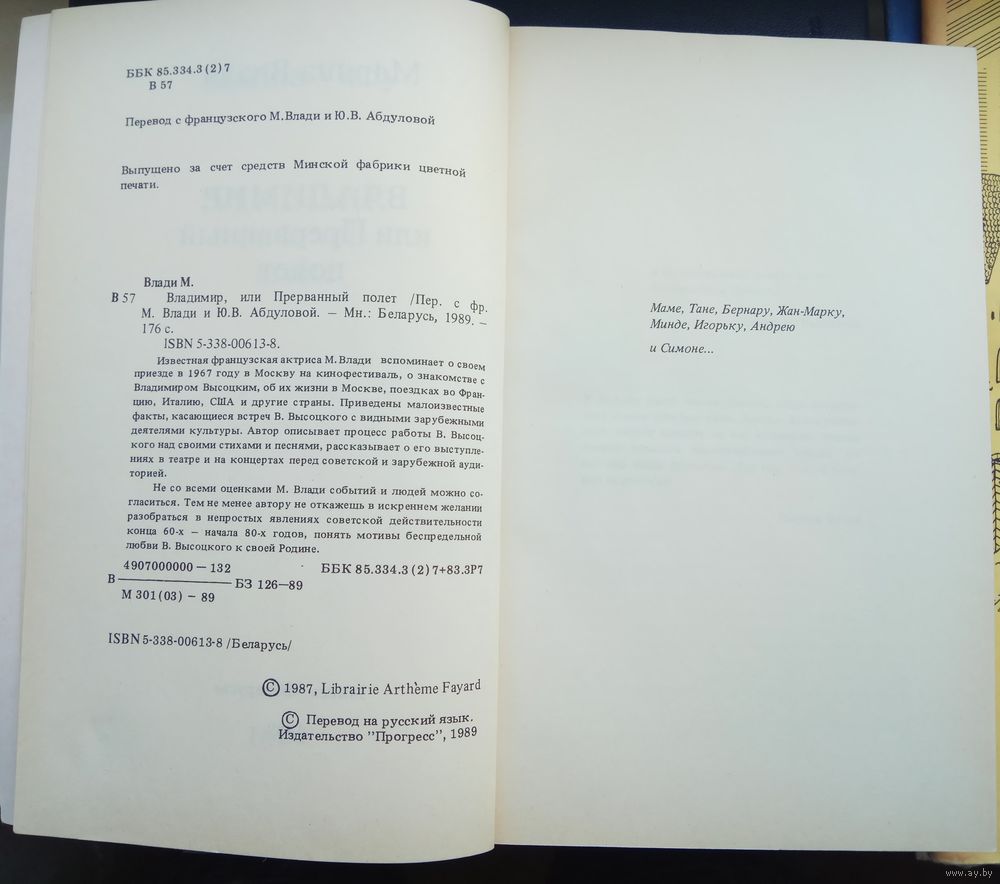 ББК 85.334.3(2)7
В 57
Перевод с французского М.Влади и Ю.В. Абдуловой
Выпущено за счет средств Минской фабрики цветной
печати.
Влади М.
В 57 Владимир, или Прерванный полет /Пер. с фр.
М. Влади и Ю.В. Абдуловой. — Мн.: Беларусь, 1989. —
176 с.
ISBN 5-338-00613-8.
Известная французская актриса М.Влади вспоминает о своем
приезде в 1967 году в Москву на кинофестиваль, о знакомстве с
Владимиром Высоцким, об их жизни в Москве, поездках во Фран-
цию, Италию, США и другие страны. Приведены малоизвестные
факты, касающиеся встреч В. Высоцкого с видными зарубежными
деятелями культуры. Автор описывает процесс работы В. Высоц-
кого над своими стихами и песнями, рассказывает о его выступле-
ниях в театре и на концертах перед советской и зарубежной ауди-
торией.
Не со всеми оценками М. Влади событий и людей можно со-
гласиться. Тем не менее автору не откажешь в искреннем желании
разобраться в непростых явлениях советской действительности
конца 60-х — начала 80-х годов, понять мотивы беспредельной
любви В. Высоцкого к своей Родине.
4907000000 — 132
В БЗ 126—89
М 301(03) — 89
ББК 85.334.3(2)7+83.3Р7
ISBN 5-338-00613-8 /Беларусь/
© 1987, Librairie Arthème Fayard
© Перевод на русский язык.
Издательство "Прогресс", 1989
Маме, Тане, Бернару, Жан-Марку,
Минде, Игорьку, Андрею
и Симоне...
www.ay.by